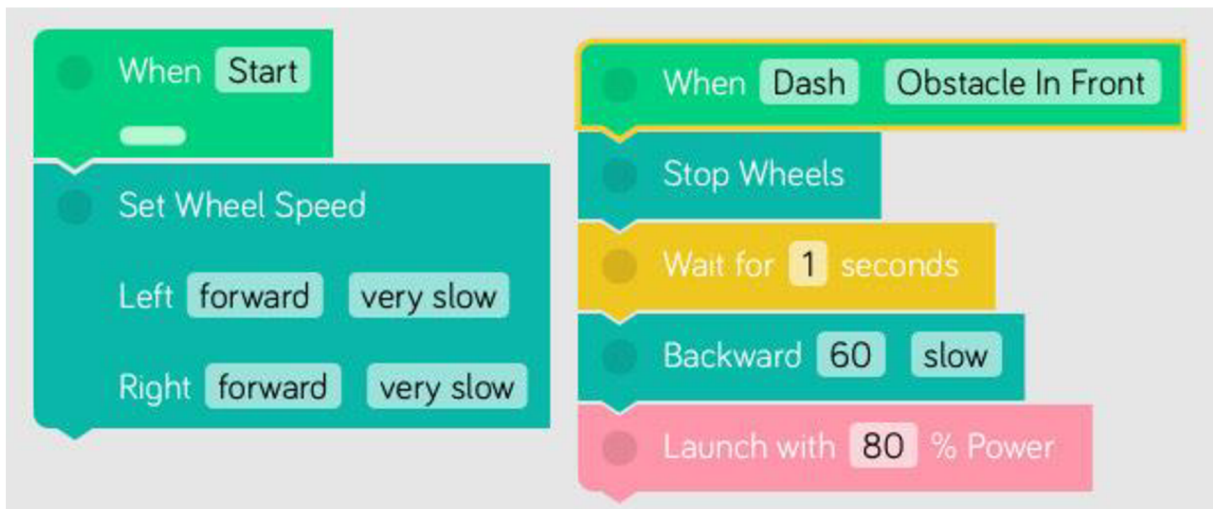 When Start
Set Wheel Speed
Left forward very slow
Right forward very slow
When Dash Obstacle In Front
Stop Wheels
Wait for 1 seconds
Backward 60 slow
Launch with 80 % Power